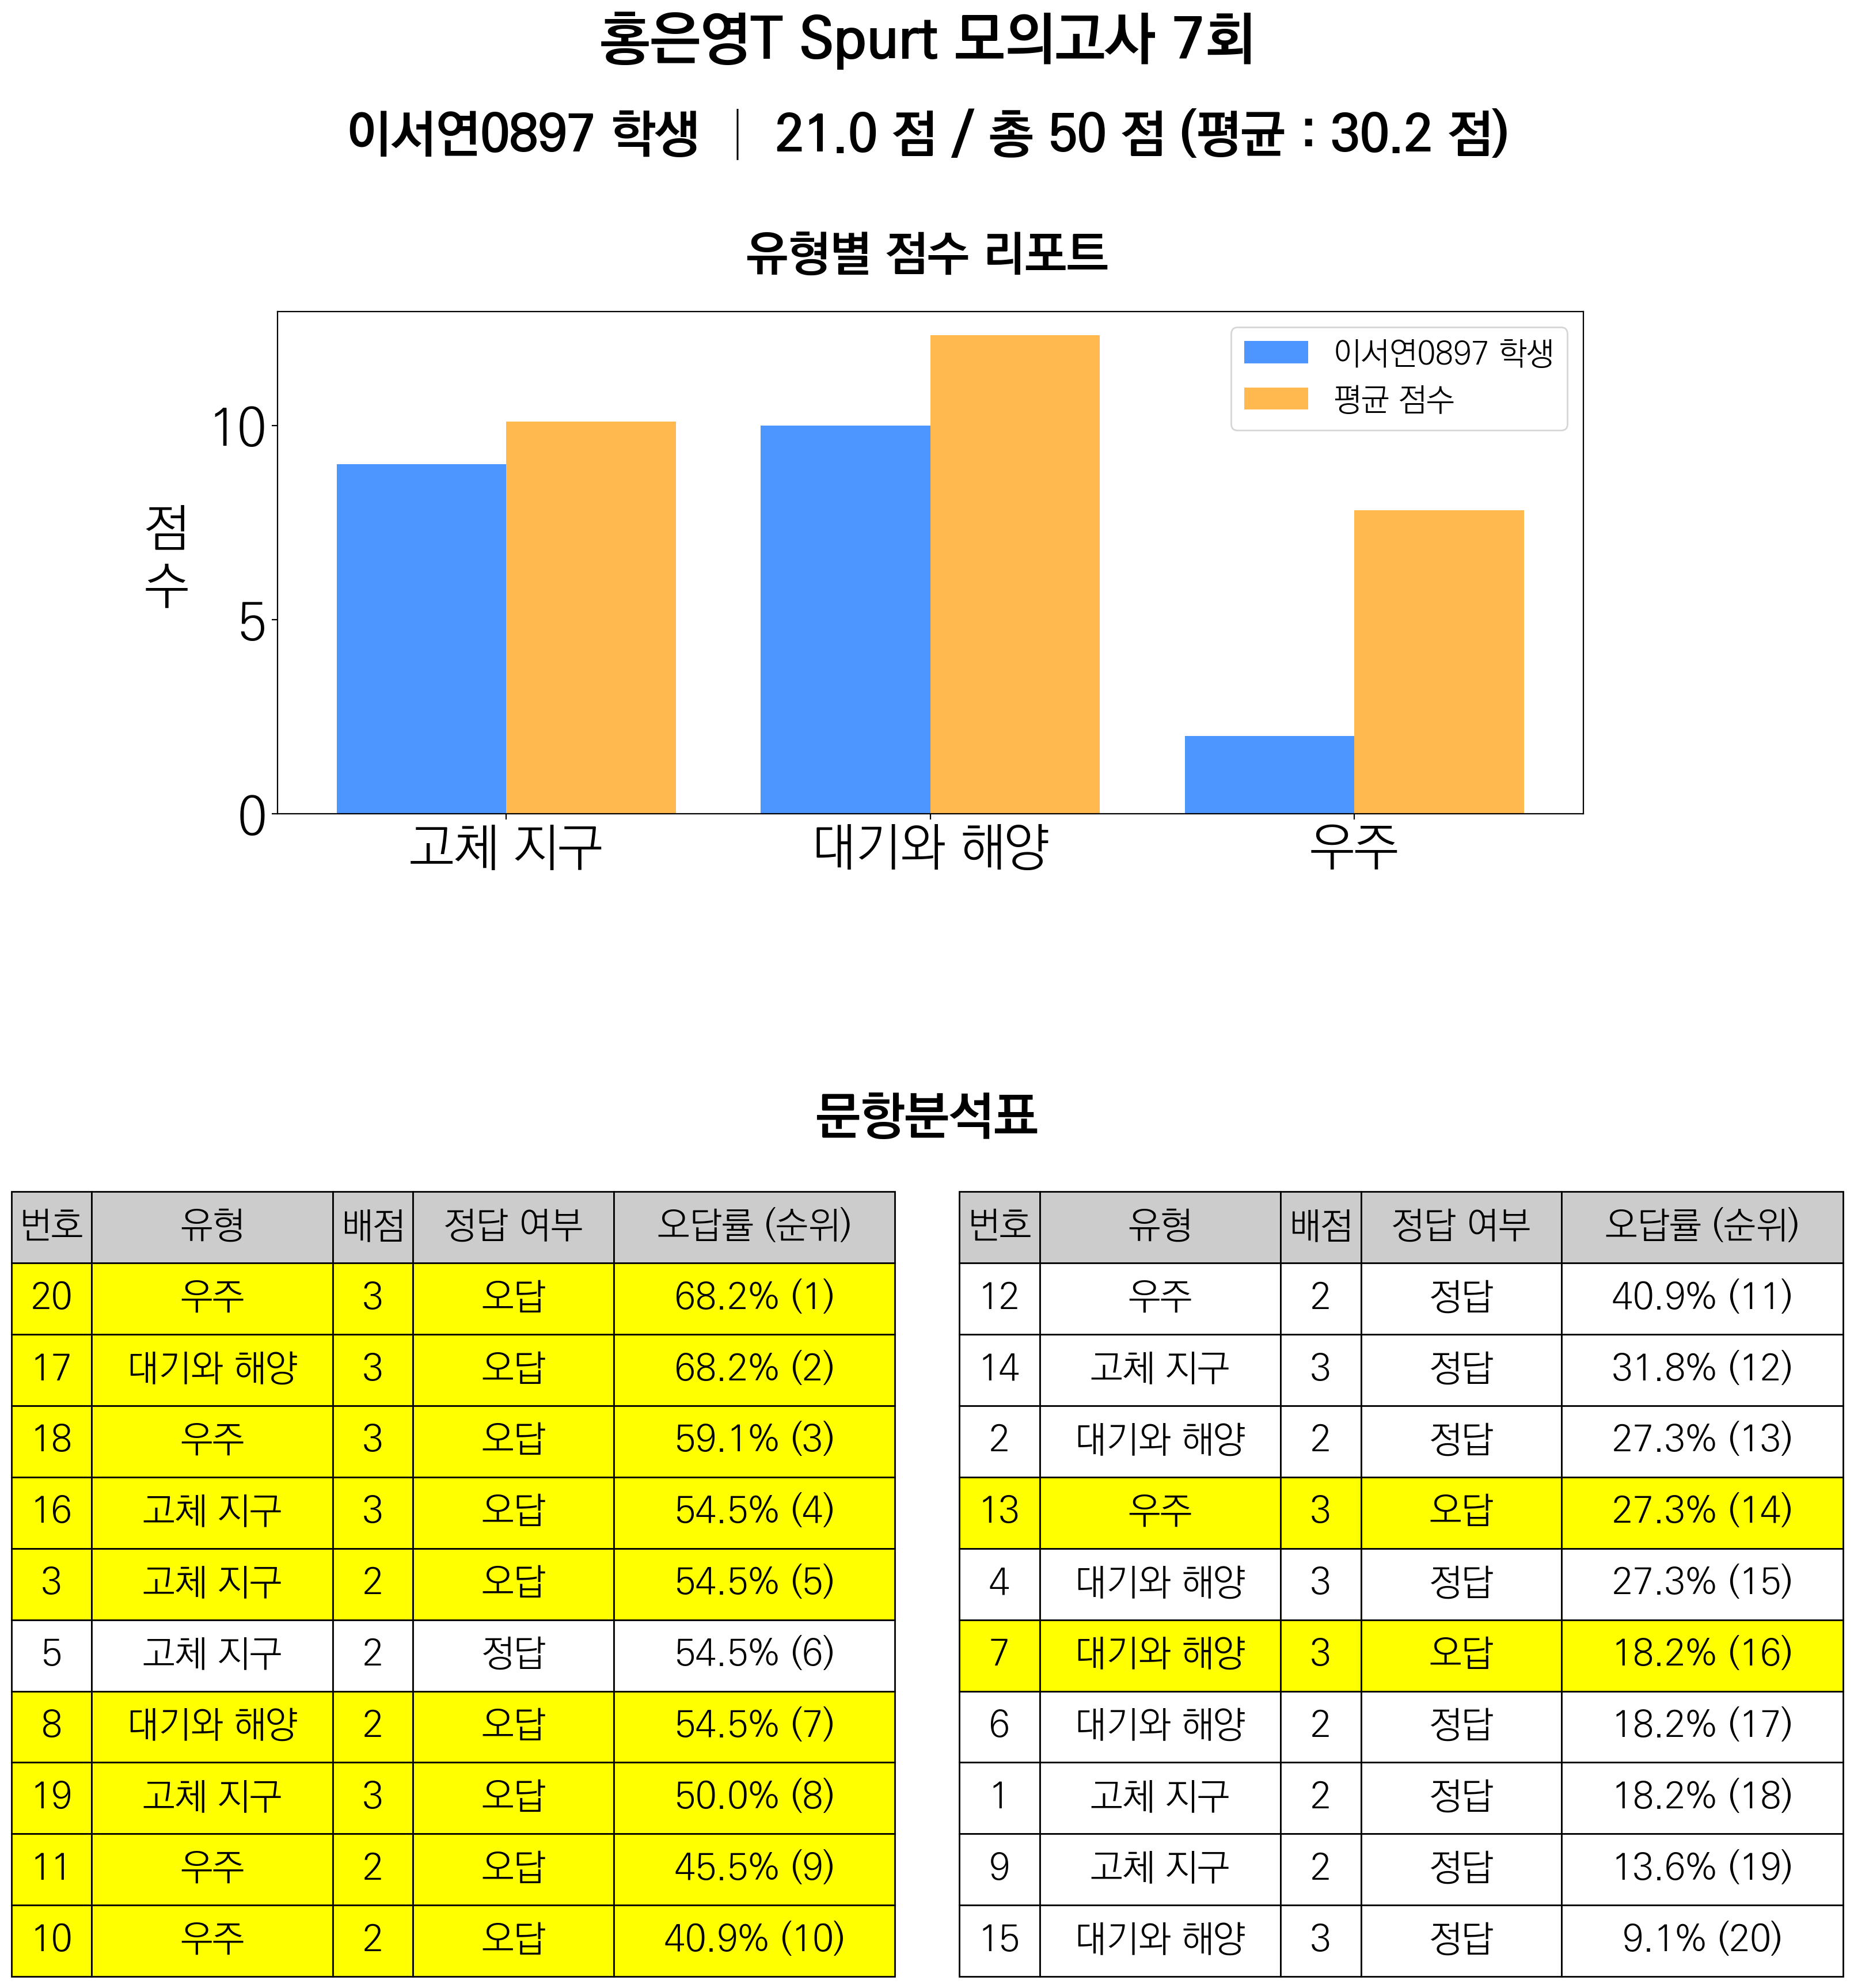 홍은영T Spurt 모의고사 7회
이서연0897 학생 | 21.0 점 / 총 50 점 (평균 : 30.2 점)
유형별 점수 리포트
이서연0897 학생
평균 점수
점수
10
5
0
고체 지구 대기와 해양 우주
문항분석표
번호 유형 배점 정답 여부 오답률 (순위)
20 우주 3 오답 68.2% (1)
17 대기와 해양 3 오답 68.2% (2)
18 우주 3 오답 59.1% (3)
16 고체 지구 3 오답 54.5% (4)
3 고체 지구 2 오답 54.5% (5)
5 고체 지구 2 정답 54.5% (6)
8 대기와 해양 2 오답 54.5% (7)
19 고체 지구 3 오답 50.0% (8)
11 우주 2 오답 45.5% (9)
10 우주 2 오답 40.9% (10)
번호 유형 배점 정답 여부 오답률 (순위)
12 우주 2 정답 40.9% (11)
14 고체 지구 3 정답 31.8% (12)
2 대기와 해양 2 정답 27.3% (13)
13 우주 3 오답 27.3% (14)
4 대기와 해양 3 정답 27.3% (15)
7 대기와 해양 3 오답 18.2% (16)
6 대기와 해양 2 정답 18.2% (17)
1 고체 지구 2 정답 18.2% (18)
9 고체 지구 2 정답 13.6% (19)
15 대기와 해양 3 정답 9.1% (20)